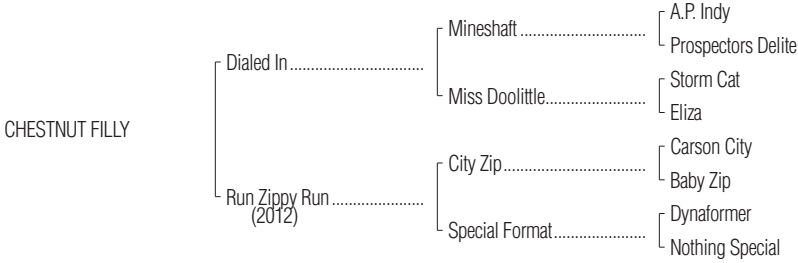 A.P. Indy
Mineshaft ..............................
Prospectors Delite
Dialed In ................................
Storm Cat
Miss Doolittle........................
Eliza
CHESTNUT FILLY
Carson City
City Zip..................................
Baby Zip
Run Zippy Run ......................
(2012)
Dynaformer
Special Format......................
Nothing Special